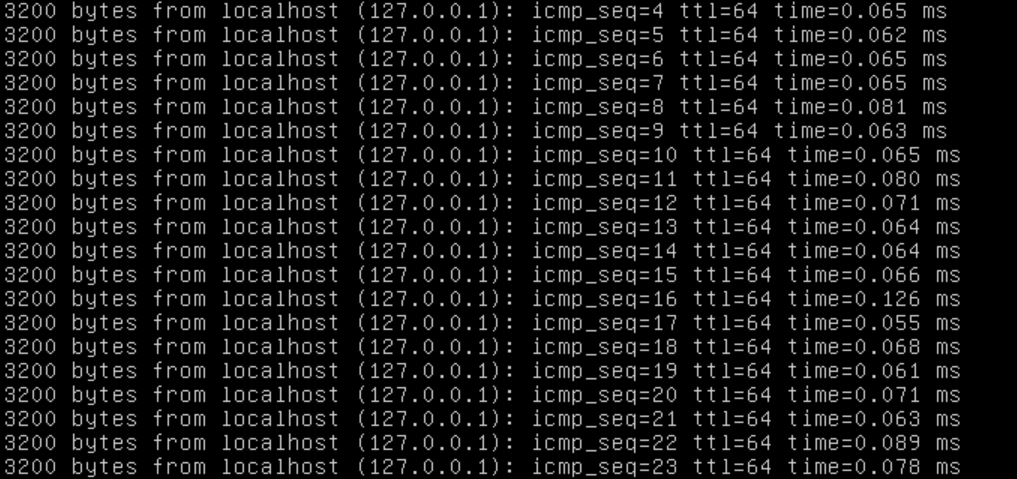 3200 bytes from localhost (127.0.0.1): icmp_seq=4 ttl=64 time=0.065 ms
3200 bytes from localhost (127.0.0.1): icmp_seq=5 ttl=64 time=0.062 ms
3200 bytes from localhost (127.0.0.1): icmp_seq=6 ttl=64 time=0.065 ms
3200 bytes from localhost (127.0.0.1): icmp_seq=7 ttl=64 time=0.065 ms
3200 bytes from localhost (127.0.0.1): icmp_seq=8 ttl=64 time=0.081 ms
3200 bytes from localhost (127.0.0.1): icmp_seq=9 ttl=64 time=0.063 ms
3200 bytes from localhost (127.0.0.1): icmp_seq=10 ttl=64 time=0.065 ms
3200 bytes from localhost (127.0.0.1): icmp_seq=11 ttl=64 time=0.080 ms
3200 bytes from localhost (127.0.0.1): icmp_seq=12 ttl=64 time=0.071 ms
3200 bytes from localhost (127.0.0.1): icmp_seq=13 ttl=64 time=0.064 ms
3200 bytes from localhost (127.0.0.1): icmp_seq=14 ttl=64 time=0.064 ms
3200 bytes from localhost (127.0.0.1): icmp_seq=15 ttl=64 time=0.066 ms
3200 bytes from localhost (127.0.0.1): icmp_seq=16 ttl=64 time=0.126 ms
3200 bytes from localhost (127.0.0.1): icmp_seq=17 ttl=64 time=0.055 ms
3200 bytes from localhost (127.0.0.1): icmp_seq=18 ttl=64 time=0.068 ms
3200 bytes from localhost (127.0.0.1): icmp_seq=19 ttl=64 time=0.061 ms
3200 bytes from localhost (127.0.0.1): icmp_seq=20 ttl=64 time=0.071 ms
3200 bytes from localhost (127.0.0.1): icmp_seq=21 ttl=64 time=0.063 ms
3200 bytes from localhost (127.0.0.1): icmp_seq=22 ttl=64 time=0.089 ms
3200 bytes from localhost (127.0.0.1): icmp_seq=23 ttl=64 time=0.078 ms